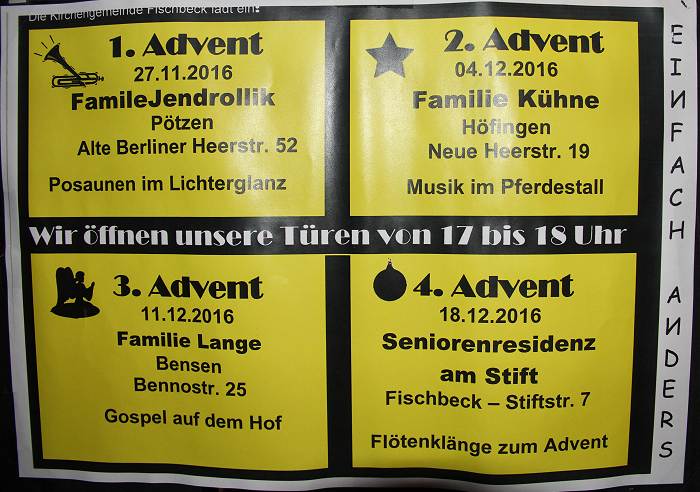 Die Kirchengemeinde Fischbeck lädt ein!
1. Advent
27.11.2016
FamileJendrollik
Pötzen
Alte Berliner Heerstr. 52
Posaunen im Lichterglanz
2. Advent
04.12.2016
Familie Kühne
Höfingen
Neue Heerstr. 19
Musik im Pferdestall
Wir öffnen unsere Türen von 17 bis 18 Uhr
3. Advent
11.12.2016
Familie Lange
Bensen
Bennostr. 25
Gospel auf dem Hof
4. Advent
18.12.2016
Seniorenresidenz
am Stift
Fischbeck – Stiftstr. 7
Flötenklänge zum Advent
EINFACH ANDERS